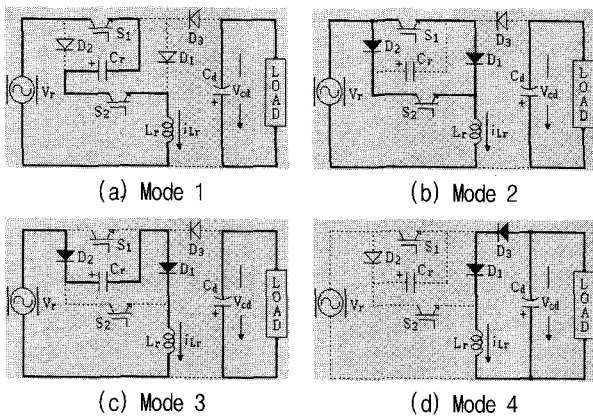 S1 D3
D2 Cr D1 Cd
+
Vr Vcd LOAD
S2 +
Lr iLr
(a) Mode 1
S1 D3
D2 Cr D1 Cd
+
Vr Vcd LOAD
S2 +
Lr iLr
(b) Mode 2
S1 D3
D2 Cr D1 Cd
+
Vr Vcd LOAD
S2 +
Lr iLr
(c) Mode 3
S1 D3
D2 Cr D1 Cd
+
Vr Vcd LOAD
S2 +
Lr iLr
(d) Mode 4